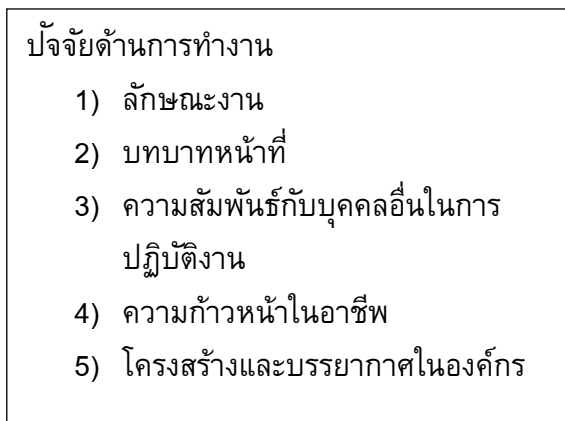 ปัจจัยด้านการทำงาน
1) ลักษณะงาน
2) บทบาทหน้าที่
3) ความสัมพันธ์กับบุคคลอื่นในการ
ปฏิบัติงาน
4) ความก้าวหน้าในอาชีพ
5) โครงสร้างและบรรยากาศในองค์กร